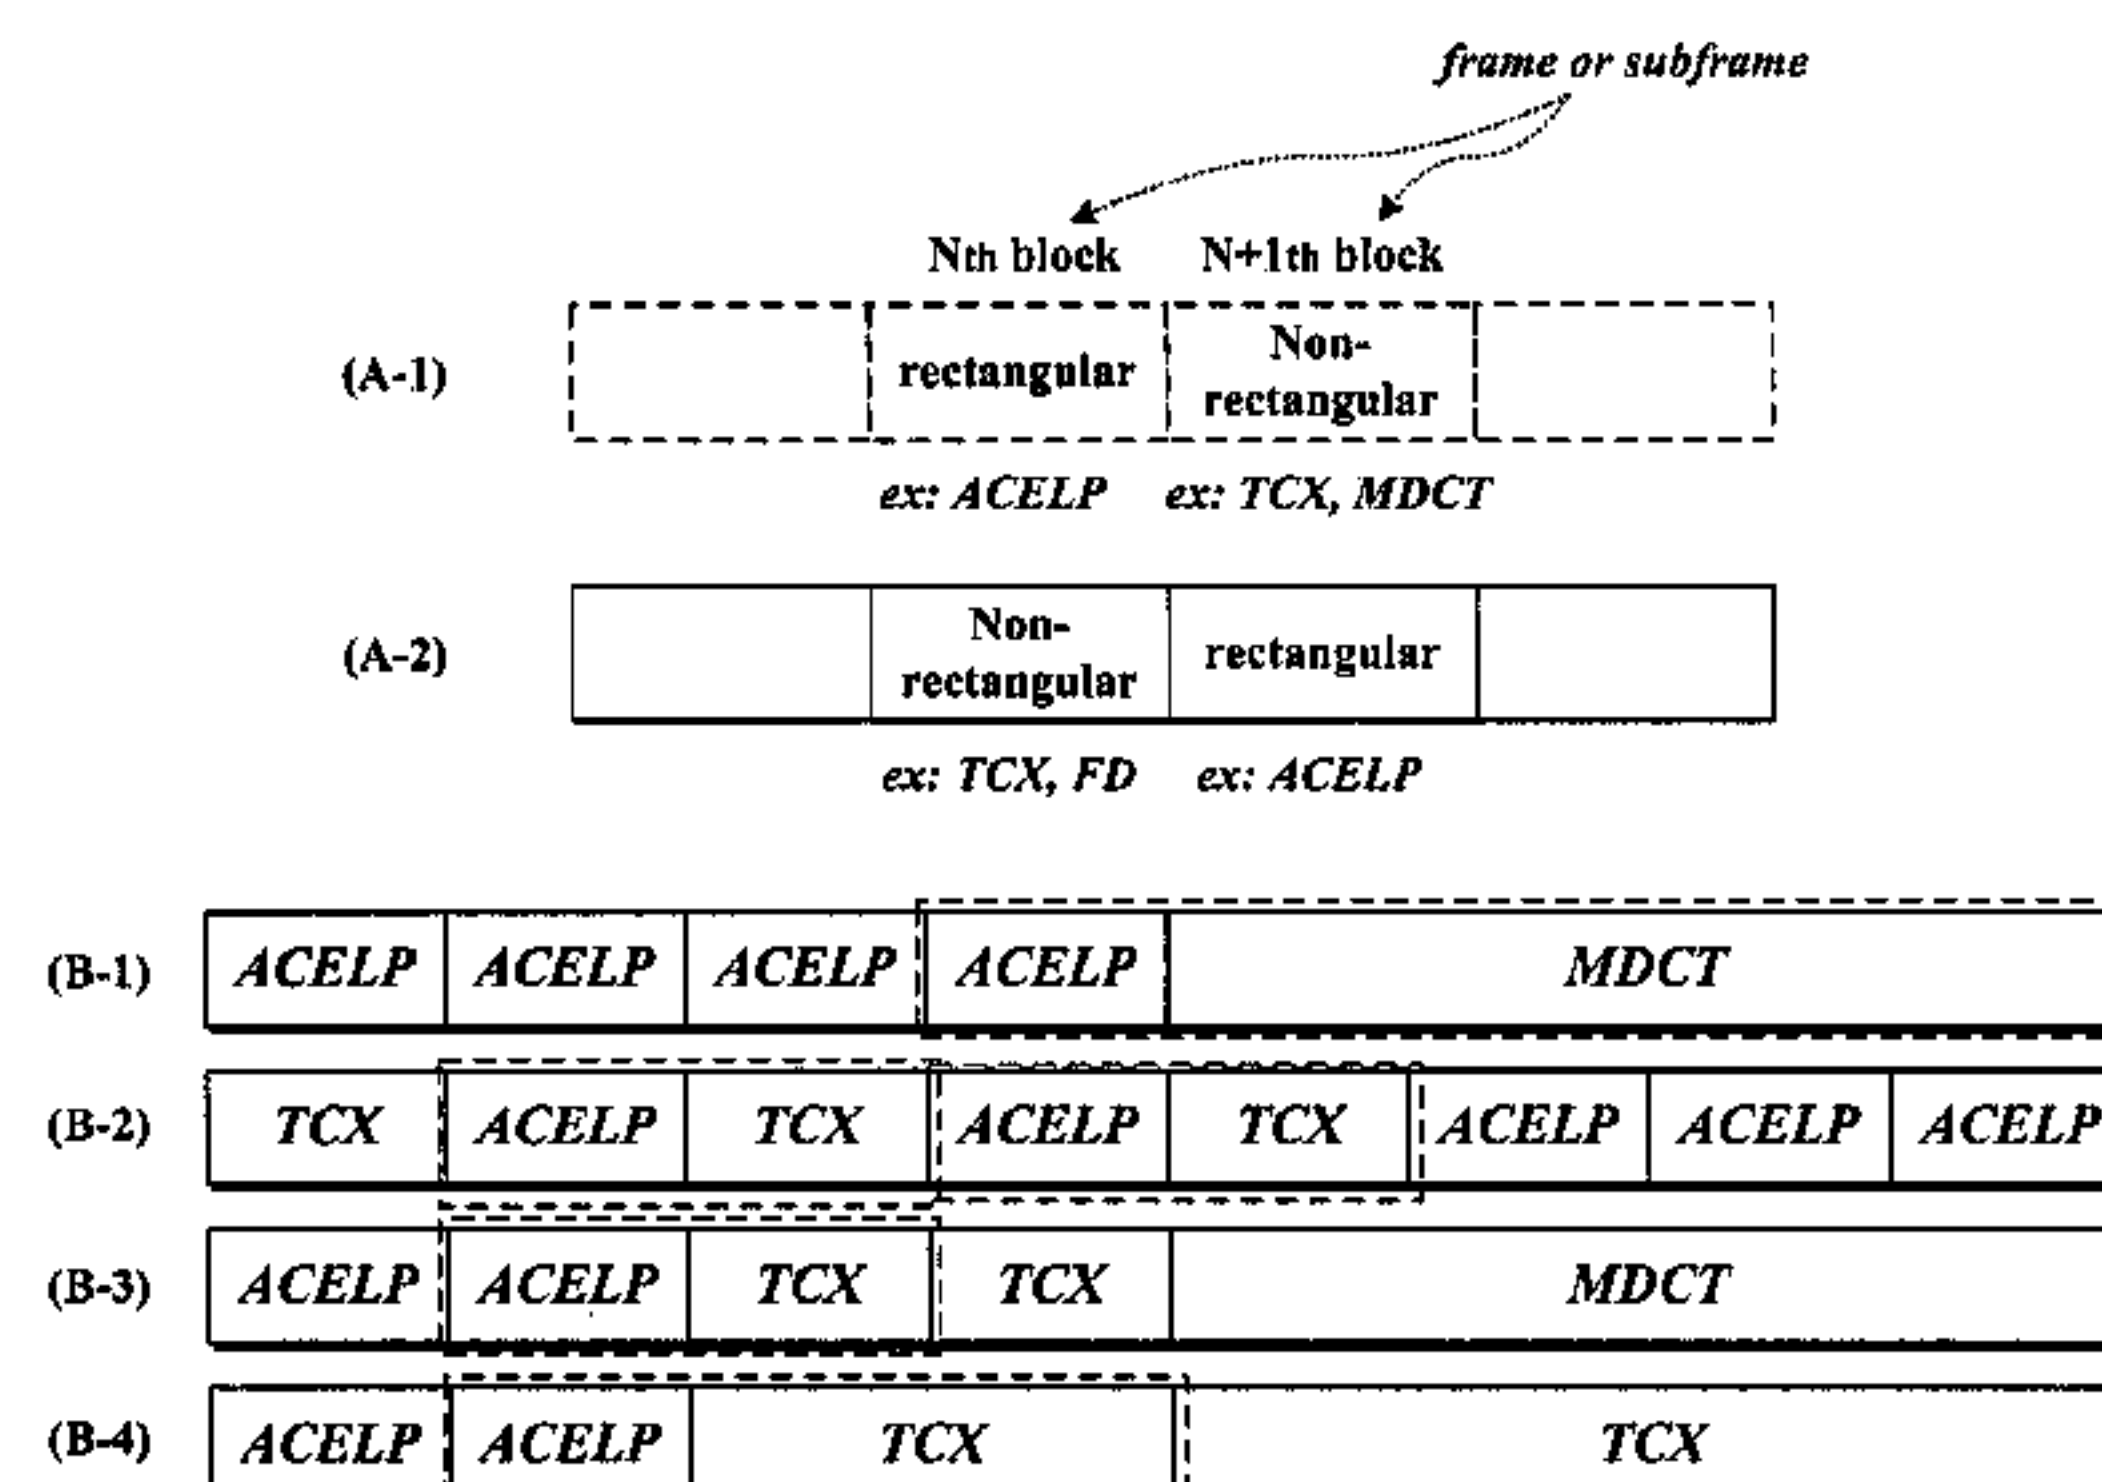 frame or subframe
Nth block N+1th block
(A-1) rectangular Non-
rectangular
ex: ACELP ex: TCX, MDCT
(A-2) Non-
rectangular rectangular
ex: TCX, FD ex: ACELP
(B-1) ACELP ACELP ACELP ACELP MDCT
(B-2) TCX ACELP TCX ACELP TCX ACELP ACELP ACELP
(B-3) ACELP ACELP TCX TCX MDCT
(B-4) ACELP ACELP TCX TCX